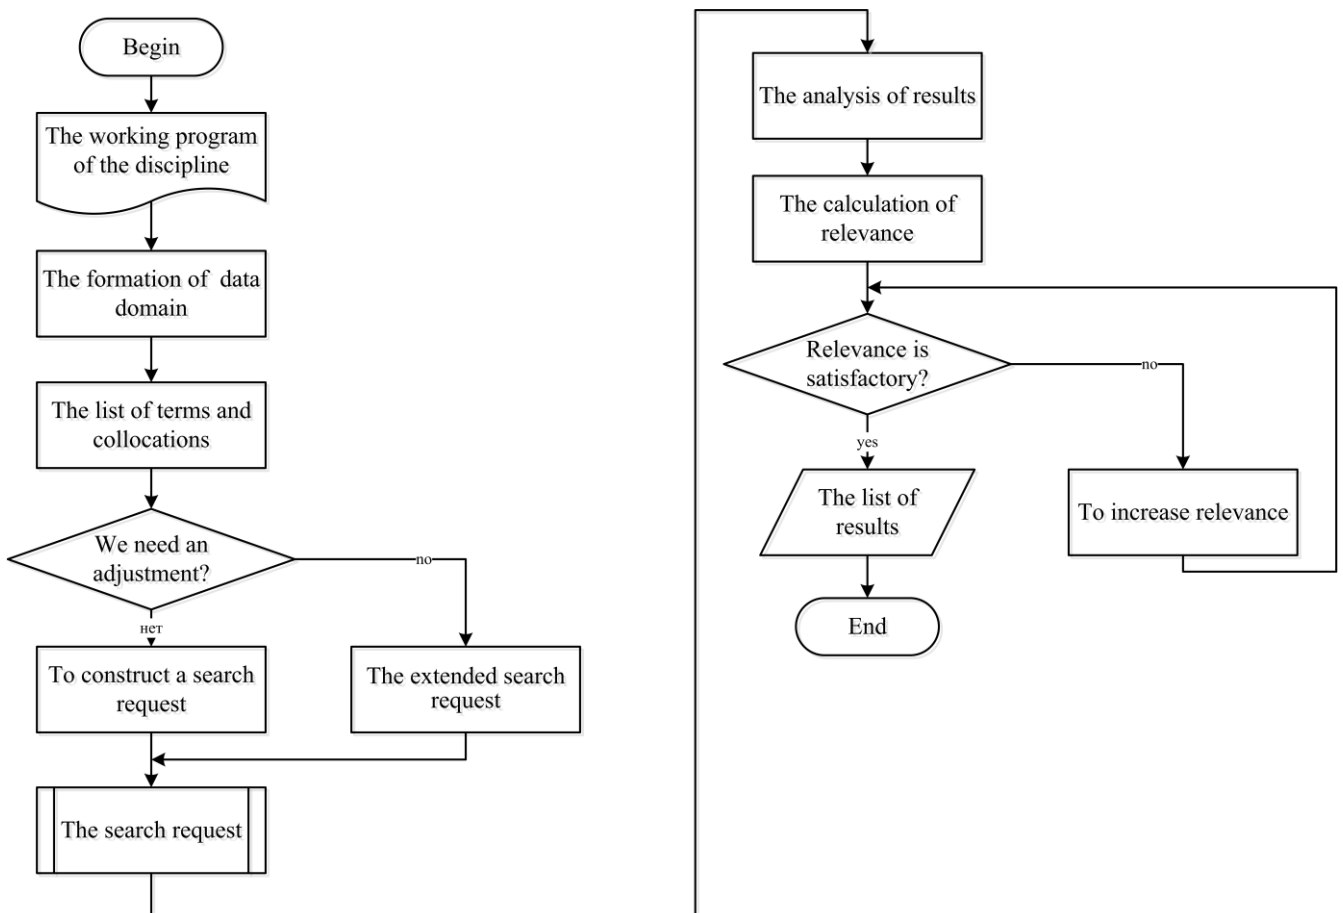 Begin
The working program
of the discipline
The formation of data
domain
The list of terms and
collocations
We need an
adjustment?
no
нет
To construct a search
request
The extended search
request
The search request
The analysis of results
The calculation of
relevance
Relevance is
satisfactory?
no
yes
The list of
results
To increase relevance
End